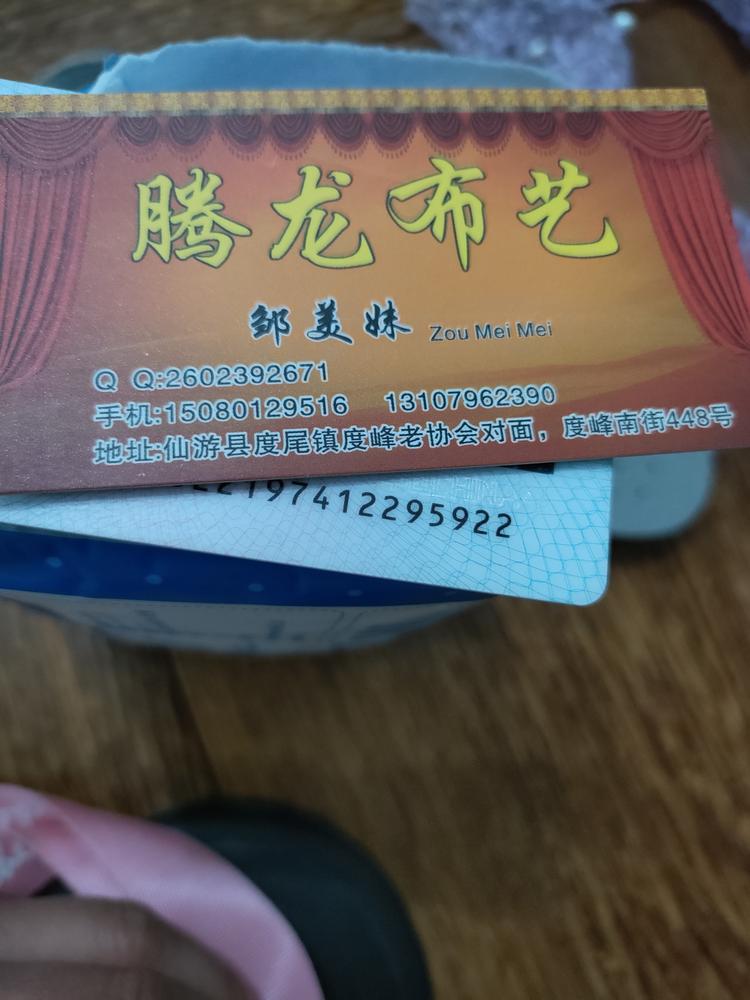 腾龙布艺
邹美妹 Zou Mei Mei
Q Q:2602392671
手机:15080129516 13107962390
地址:仙游县度尾镇度峰老协会对面，度峰南街448号
197412295922